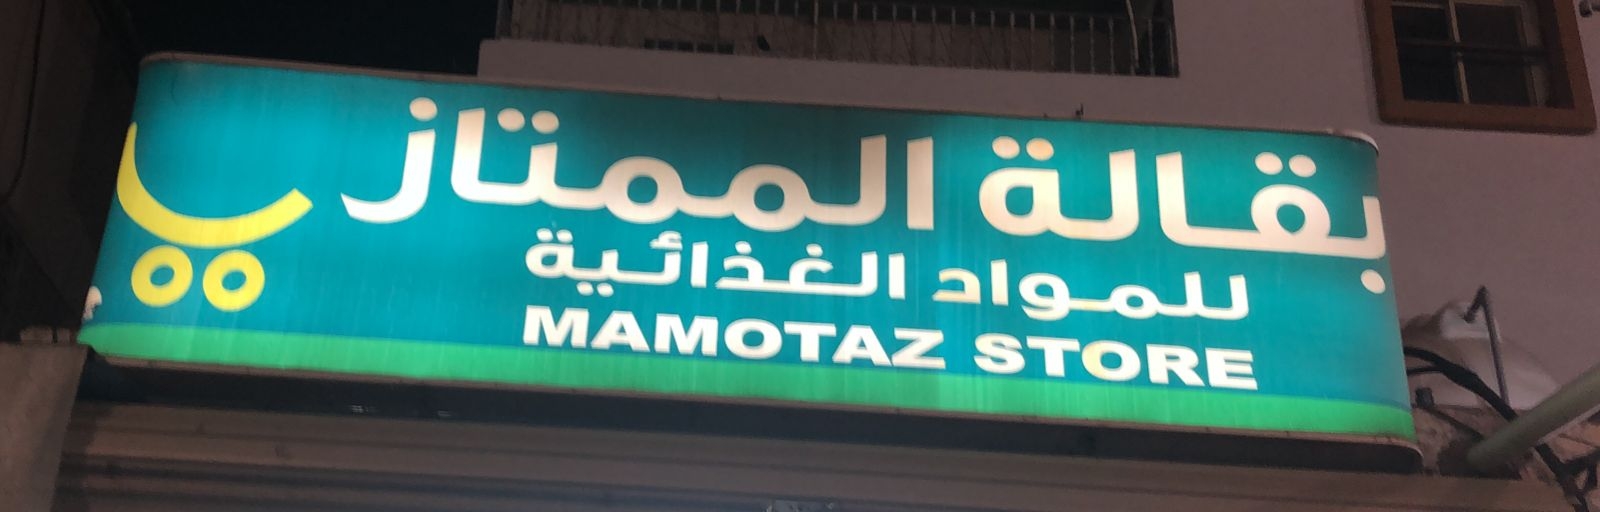 بقالة الممتاز
للمواد الغذائية
MAMOTAZ STORE